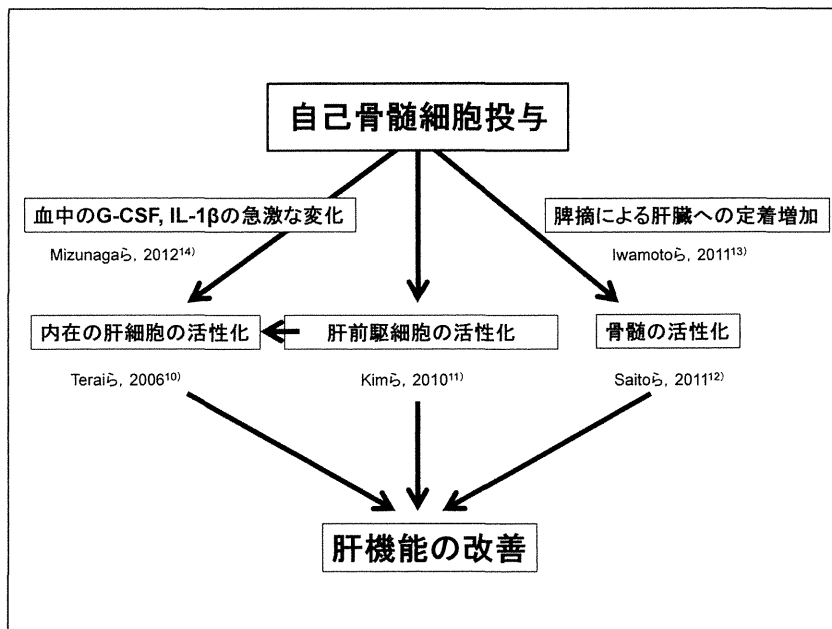 自己骨髄細胞投与
血中のG-CSF, IL-1βの急激な変化
脾摘による肝臓への定着増加
Mizunagaら, 2012¹⁴⁾
Iwamotoら, 2011¹³⁾
内在の肝細胞の活性化
肝前駆細胞の活性化
骨髄の活性化
Teraiら, 2006¹⁰⁾
Kimら, 2010¹¹⁾
Saitoら, 2011¹²⁾
肝機能の改善